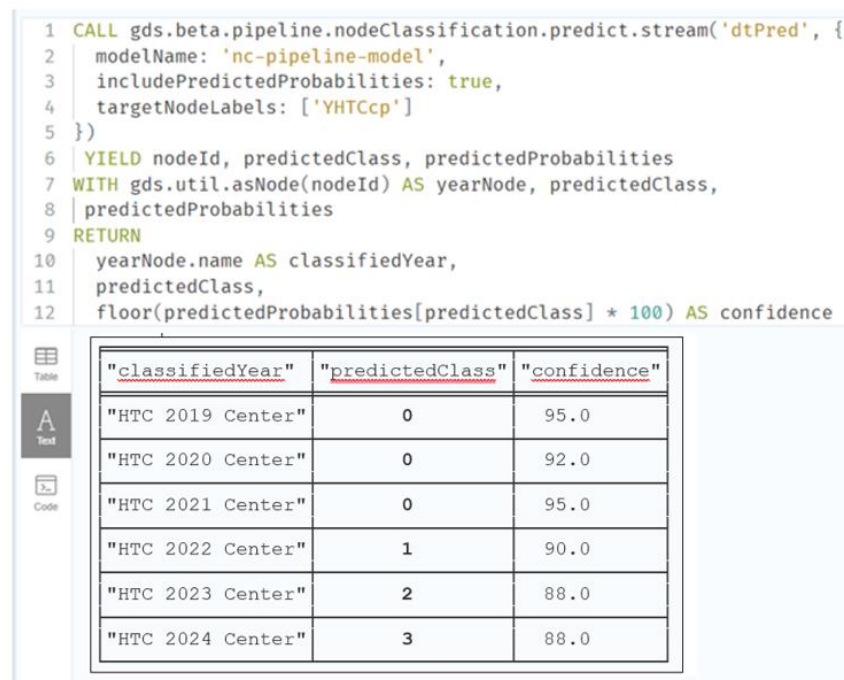 1 CALL gds.beta.pipeline.nodeClassification.predict.stream('dtPred', {
2 modelName: 'nc-pipeline-model',
3 includePredictedProbabilities: true,
4 targetNodeLabels: ['YHTCcp']
5 })
6 YIELD nodeId, predictedClass, predictedProbabilities
7 WITH gds.util.asNode(nodeId) AS yearNode, predictedClass,
8 predictedProbabilities
9 RETURN
10 yearNode.name AS classifiedYear,
11 predictedClass,
12 floor(predictedProbabilities[predictedClass] * 100) AS confidence
Table
A
Text
Code
"classifiedYear" "predictedClass" "confidence"
"HTC 2019 Center" 0 95.0
"HTC 2020 Center" 0 92.0
"HTC 2021 Center" 0 95.0
"HTC 2022 Center" 1 90.0
"HTC 2023 Center" 2 88.0
"HTC 2024 Center" 3 88.0